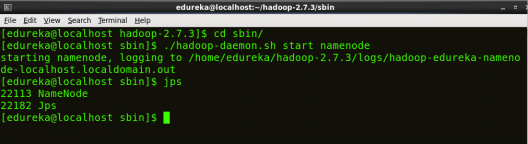 edureka@localhost:~/hadoop-2.7.3/sbin
File Edit View Search Terminal Help
[edureka@localhost hadoop-2.7.3]$ cd sbin/
[edureka@localhost sbin]$ ./hadoop-daemon.sh start namenode
starting namenode, logging to /home/edureka/hadoop-2.7.3/logs/hadoop-edureka-nameno
de-localhost.localdomain.out
[edureka@localhost sbin]$ jps
22113 NameNode
22182 Jps
[edureka@localhost sbin]$